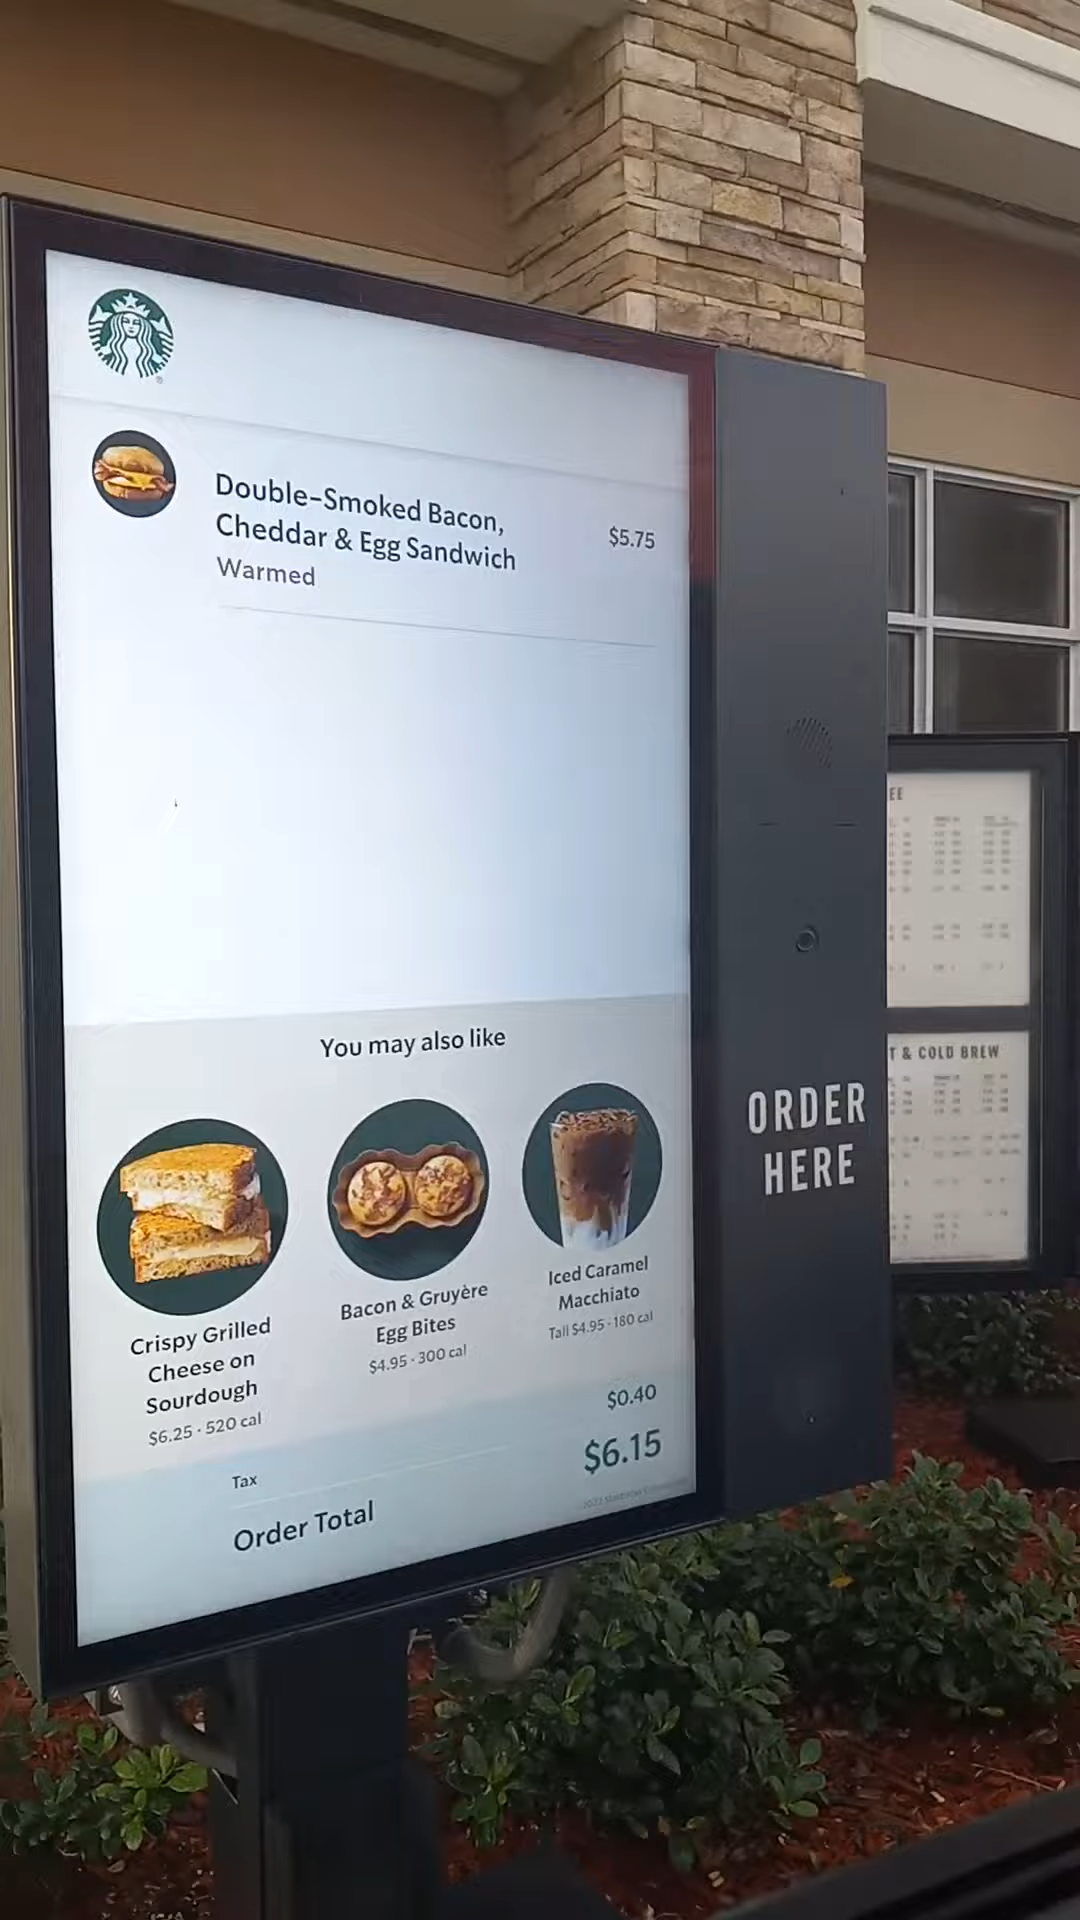 Double-Smoked Bacon,
Cheddar & Egg Sandwich
Warmed
$5.75
You may also like
Crispy Grilled
Cheese on
Sourdough
$6.25 · 520 cal
Bacon & Gruyère
Egg Bites
$4.95 · 300 cal
Iced Caramel
Macchiato
Tall $4.95 · 180 cal
Tax
$0.40
Order Total
$6.15
ORDER
HERE
EE
T & COLD BREW